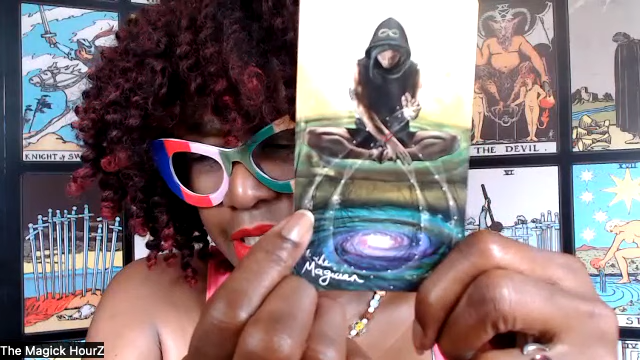 KNIGHT of SW
THE DEVIL.
the
Magician
The Magick HourZ